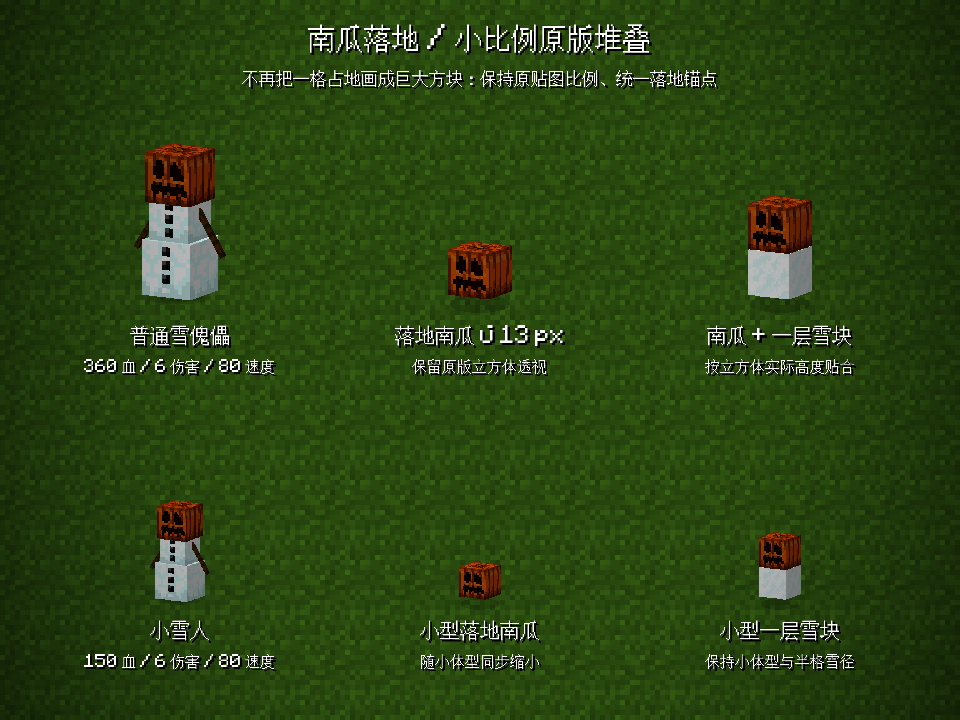 南瓜落地 / 小比例原版堆叠
不再把一格占地画成巨大方块：保持原贴图比例、统一落地锚点
普通雪傀儡
360 血 / 6 伤害 / 80 速度
落地南瓜 ú 13 px
保留原版立方体透视
南瓜 + 一层雪块
按立方体实际高度贴合
小雪人
150 血 / 6 伤害 / 80 速度
小型落地南瓜
随小体型同步缩小
小型一层雪块
保持小体型与半格雪径